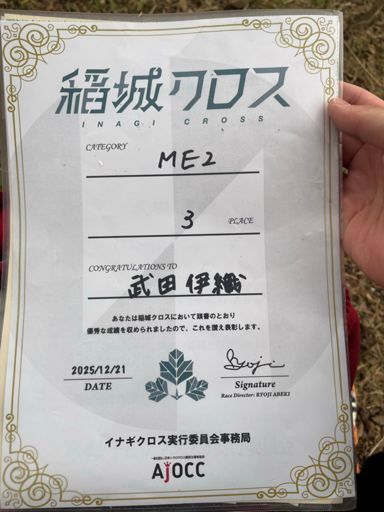 稲城クロス
INAGI CROSS
CATEGORY
ME2
3 PLACE
CONGRATULATIONS TO
武田 伊織
あなたは稲城クロスにおいて頭書のとおり
優秀な成績を収められましたので、これを讃え表彰します。
2025/12/21
DATE
Ryoji
Signature
Race Director: RYOJI ABEKI
イナギクロス実行委員会事務局
AJOCC